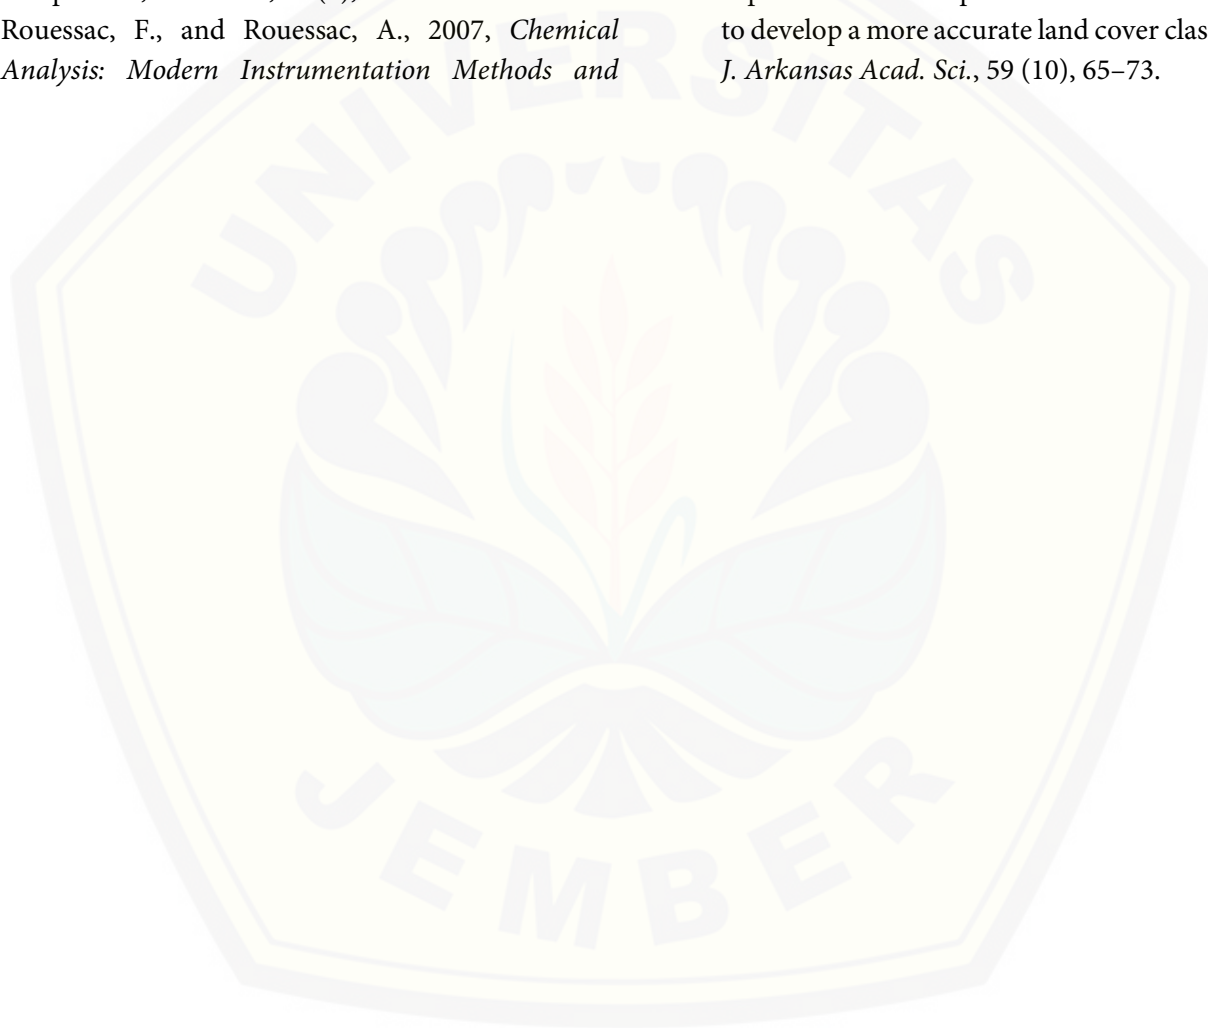 Rouessac, F., and Rouessac, A., 2007, Chemical
Analysis: Modern Instrumentation Methods and
to develop a more accurate land cover clas
J. Arkansas Acad. Sci., 59 (10), 65–73.
UNIVERSITAS
JEMBER